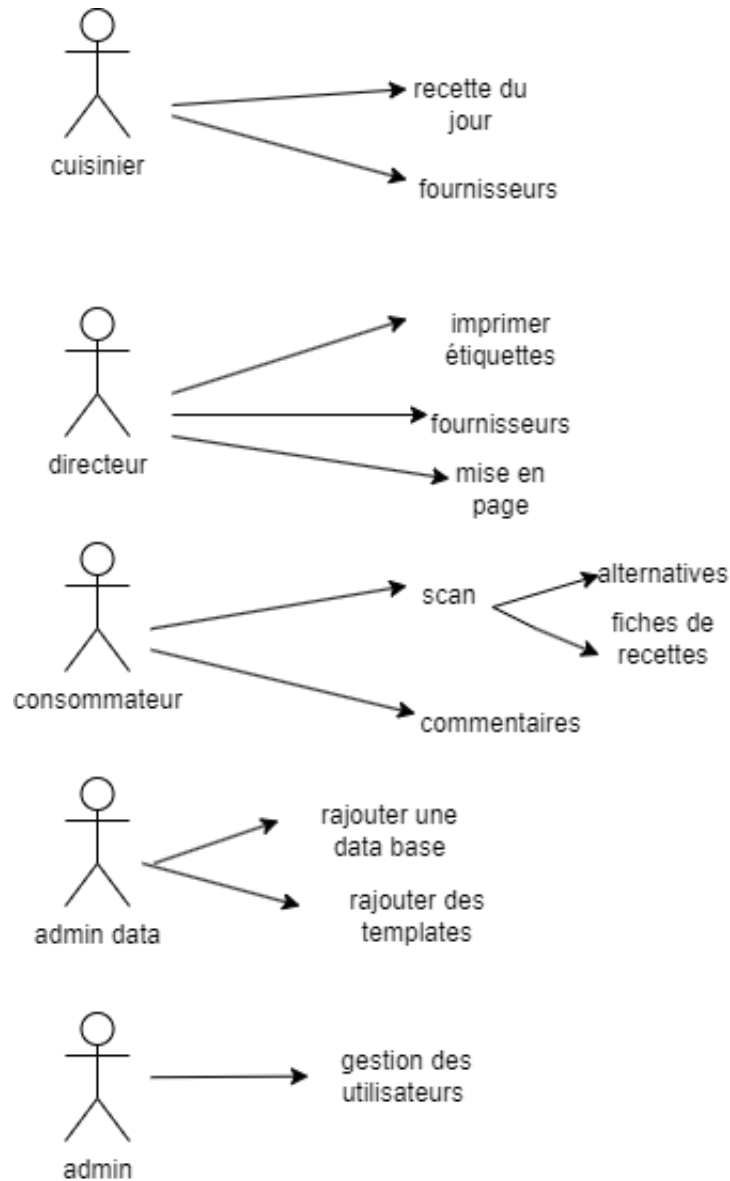 recette du
jour
cuisinier
fournisseurs
imprimer
étiquettes
fournisseurs
directeur
mise en
page
scan
alternatives
fiches de
recettes
consommateur
commentaires
rajouter une
data base
rajouter des
templates
admin data
gestion des
utilisateurs
admin